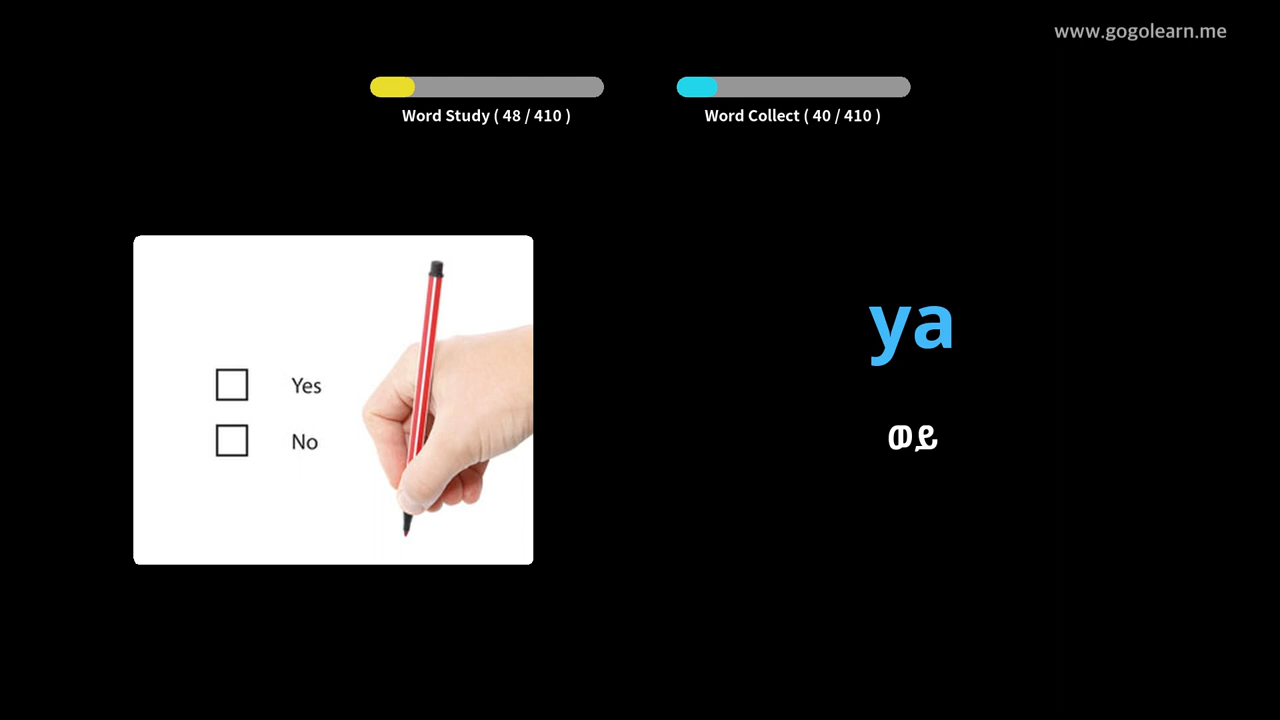 www.gogolearn.me
Word Study ( 48 / 410 )
Word Collect ( 40 / 410 )
Yes
No
ya
ወይ